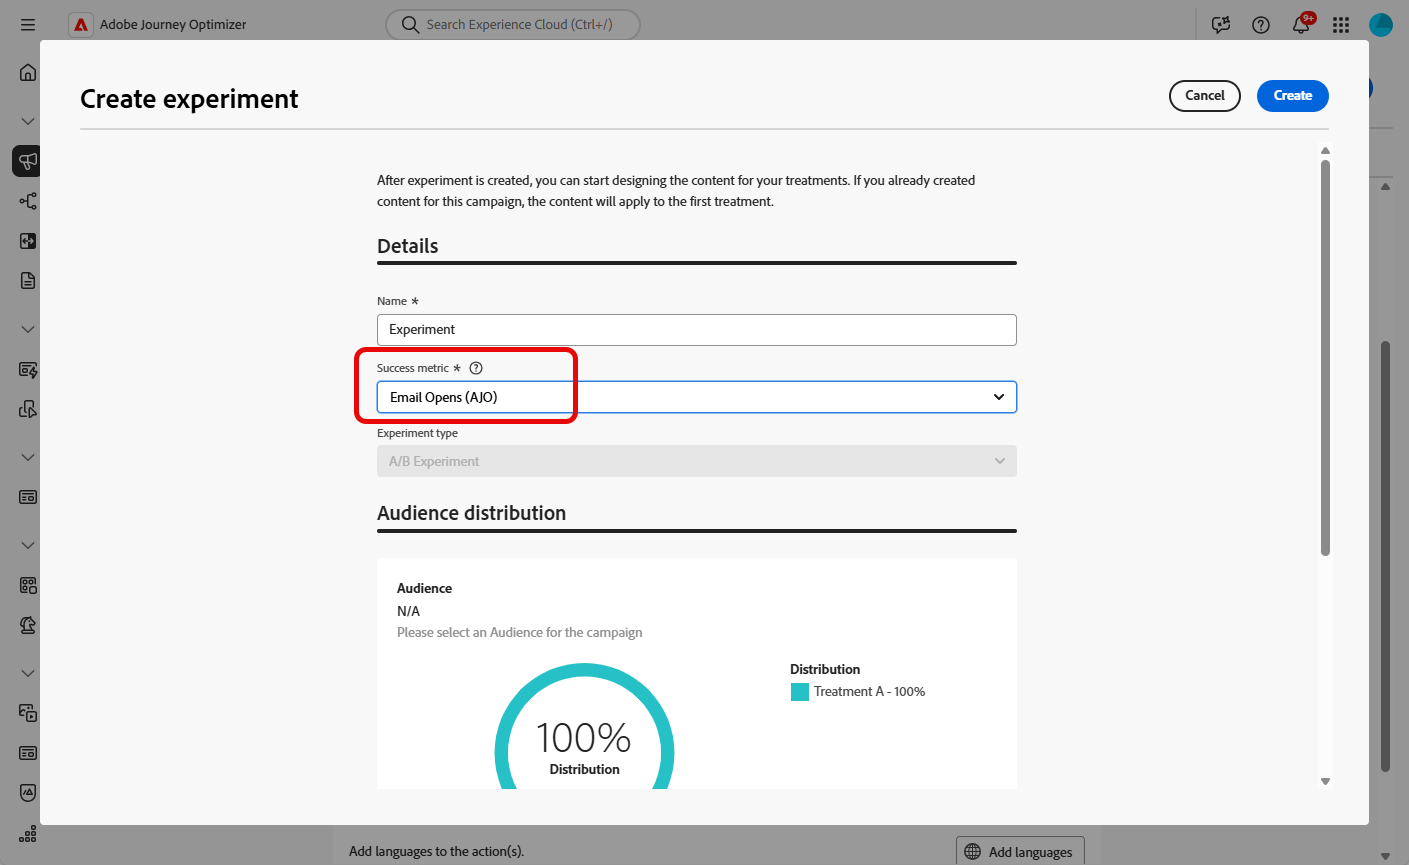 Adobe Journey Optimizer
Search Experience Cloud (Ctrl+/)
9+
Create experiment
Cancel
Create
After experiment is created, you can start designing the content for your treatments. If you already created
content for this campaign, the content will apply to the first treatment.
Details
Name *
Experiment
Success metric *
Email Opens (AJO)
Experiment type
A/B Experiment
Audience distribution
Audience
N/A
Please select an Audience for the campaign
Distribution
Treatment A - 100%
100%
Distribution
Add languages to the action(s).
Add languages